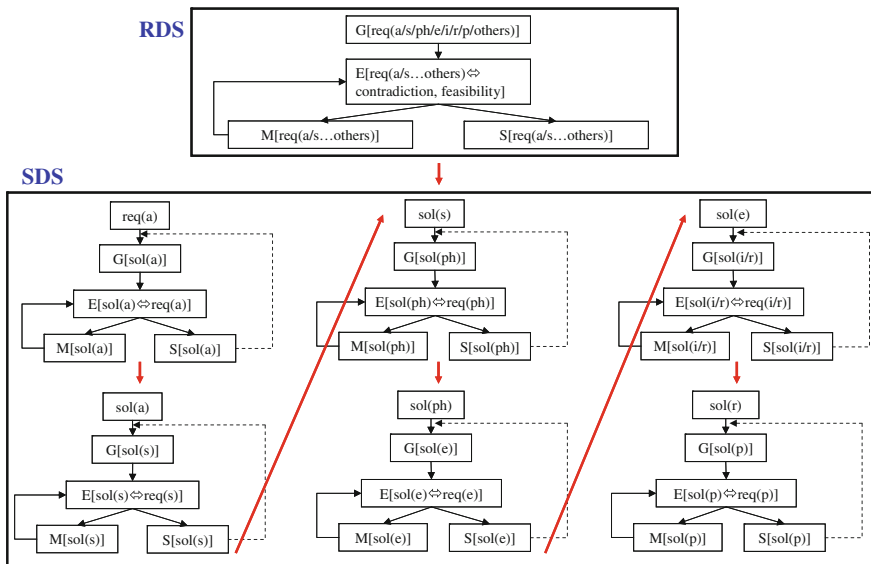 RDS
G[req(a/s/ph/e/i/r/p/others)]
E[req(a/s...others)⇔
contradiction, feasibility]
M[req(a/s...others)]
S[req(a/s...others)]
SDS
req(a)
G[sol(a)]
E[sol(a)⇔req(a)]
M[sol(a)]
S[sol(a)]
sol(a)
G[sol(s)]
E[sol(s)⇔req(s)]
M[sol(s)]
S[sol(s)]
sol(s)
G[sol(ph)]
E[sol(ph)⇔req(ph)]
M[sol(ph)]
S[sol(ph)]
sol(ph)
G[sol(e)]
E[sol(e)⇔req(e)]
M[sol(e)]
S[sol(e)]
sol(e)
G[sol(i/r)]
E[sol(i/r)⇔req(i/r)]
M[sol(i/r)]
S[sol(i/r)]
sol(r)
G[sol(p)]
E[sol(p)⇔req(p)]
M[sol(p)]
S[sol(p)]